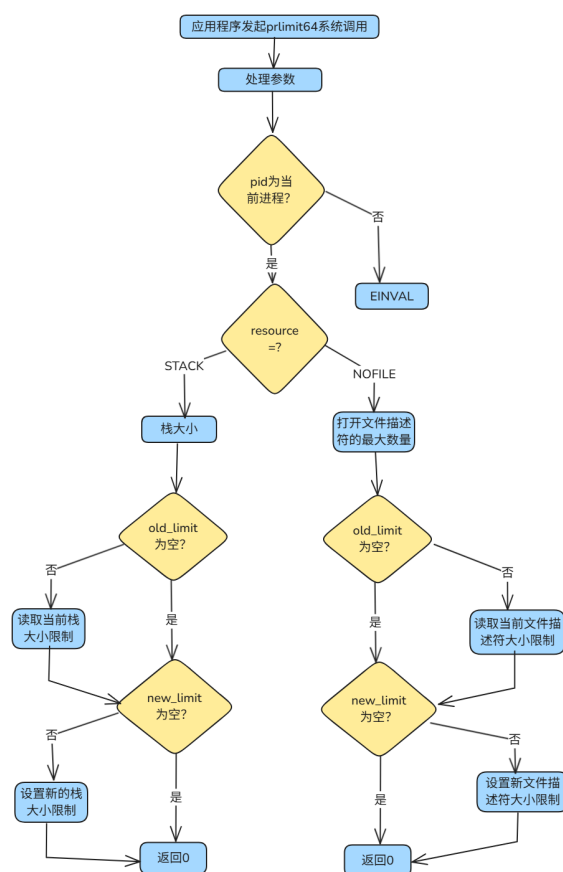 应用程序发起prlimit64系统调用
处理参数
pid为当
前进程?
否
是
EINVAL
resource
=?
STACK
NOFILE
栈大小
打开文件描述
符的最大数量
old_limit
为空?
old_limit
为空?
否
否
读取当前栈
大小限制
是
是
读取当前文件描
述符大小限制
new_limit
为空?
new_limit
为空?
否
否
设置新的栈
大小限制
是
是
设置新文件描
述符大小限制
返回0
返回0